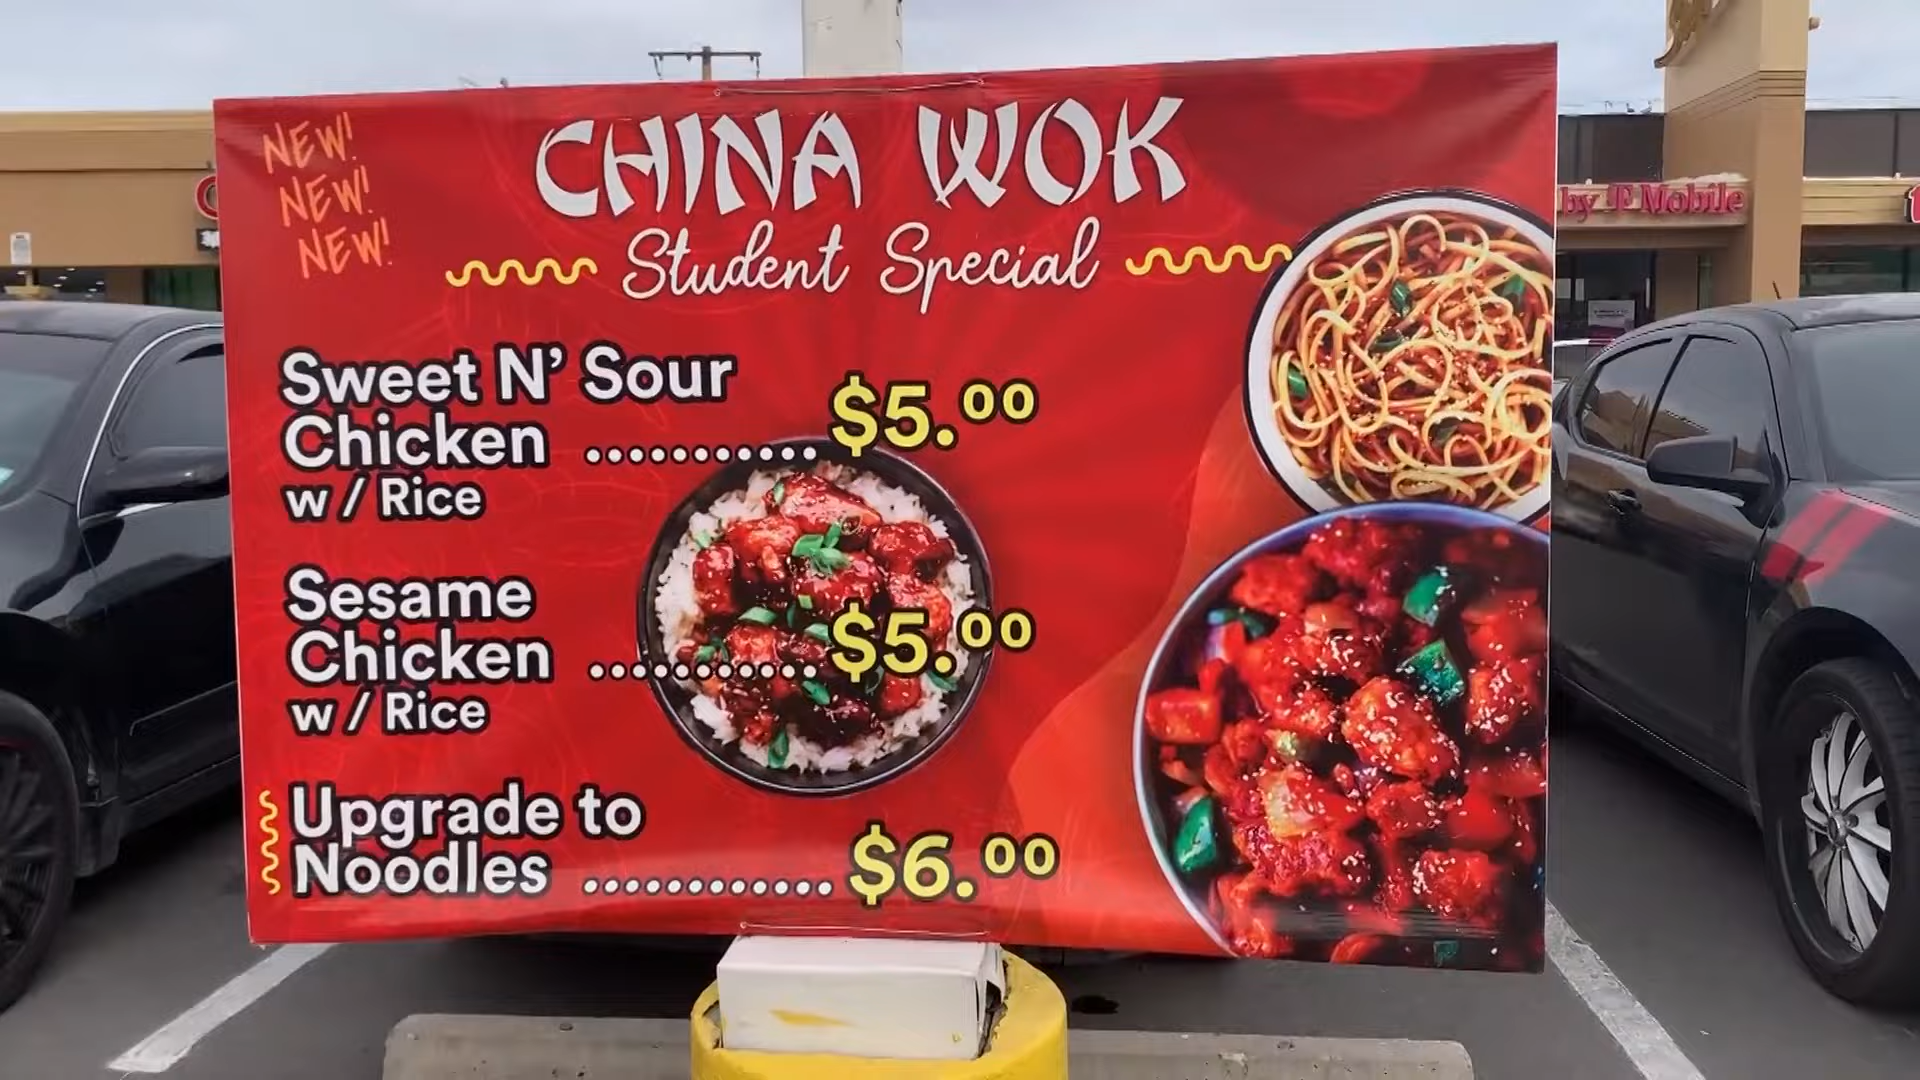 NEW!
NEW!
NEW!
CHINA WOK
Student Special
Sweet N' Sour
Chicken ........... $5.00
w / Rice
Sesame
Chicken ........... $5.00
w / Rice
Upgrade to
Noodles ............ $6.00
by T Mobile